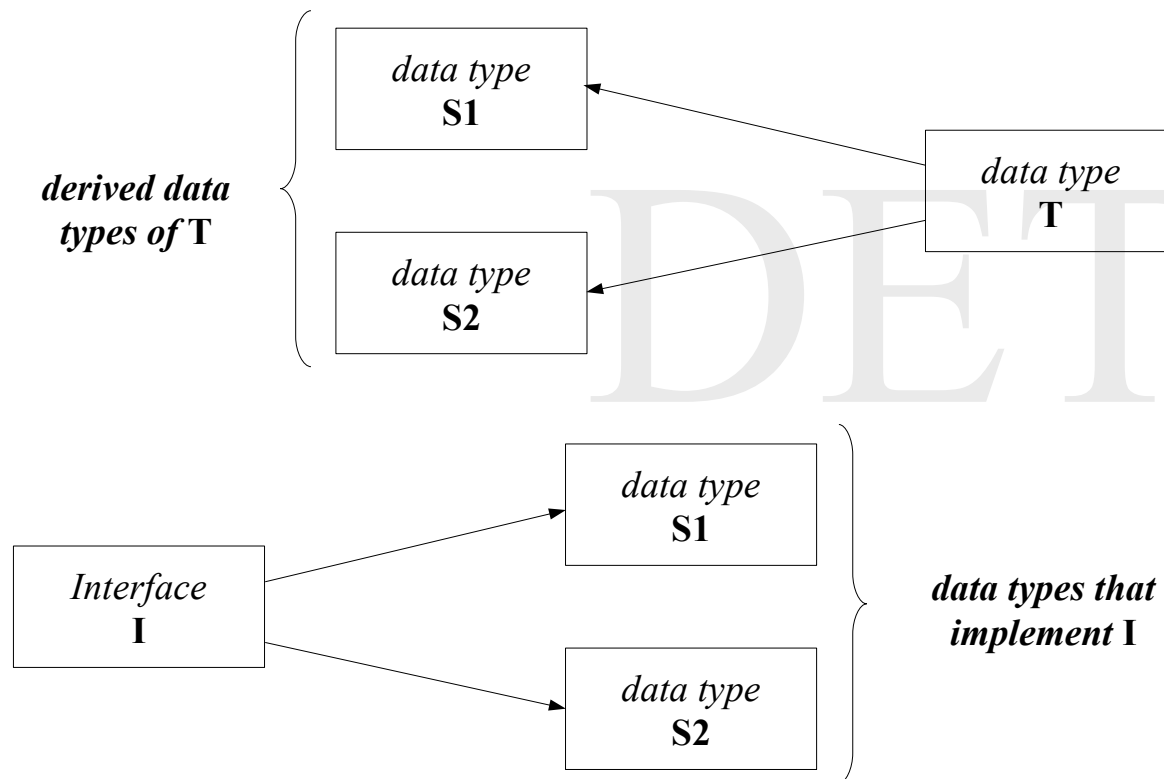 data type
S1
derived data
types of T
data type
T
data type
S2
DET
data type
S1
Interface
I
data types that
implement I
data type
S2